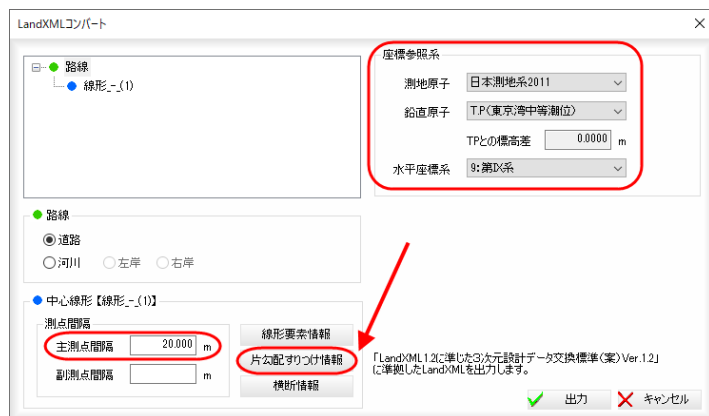 LandXMLコンバート
路線
線形_-_(1)
座標参照系
測地原子 日本測地系2011
鉛直原子 T.P(東京湾中等潮位)
TPとの標高差 0.0000 m
水平座標系 9:第Ⅸ系
路線
道路
河川 左岸 右岸
中心線形【線形_-_(1)】
測点間隔
主測点間隔 20.000 m
副測点間隔 m
線形要素情報
片勾配すりつけ情報
横断情報
「LandXML1.2に準じた3次元設計データ交換標準(案)Ver.1.2」
に準拠したLandXMLを出力します。
出力 キャンセル